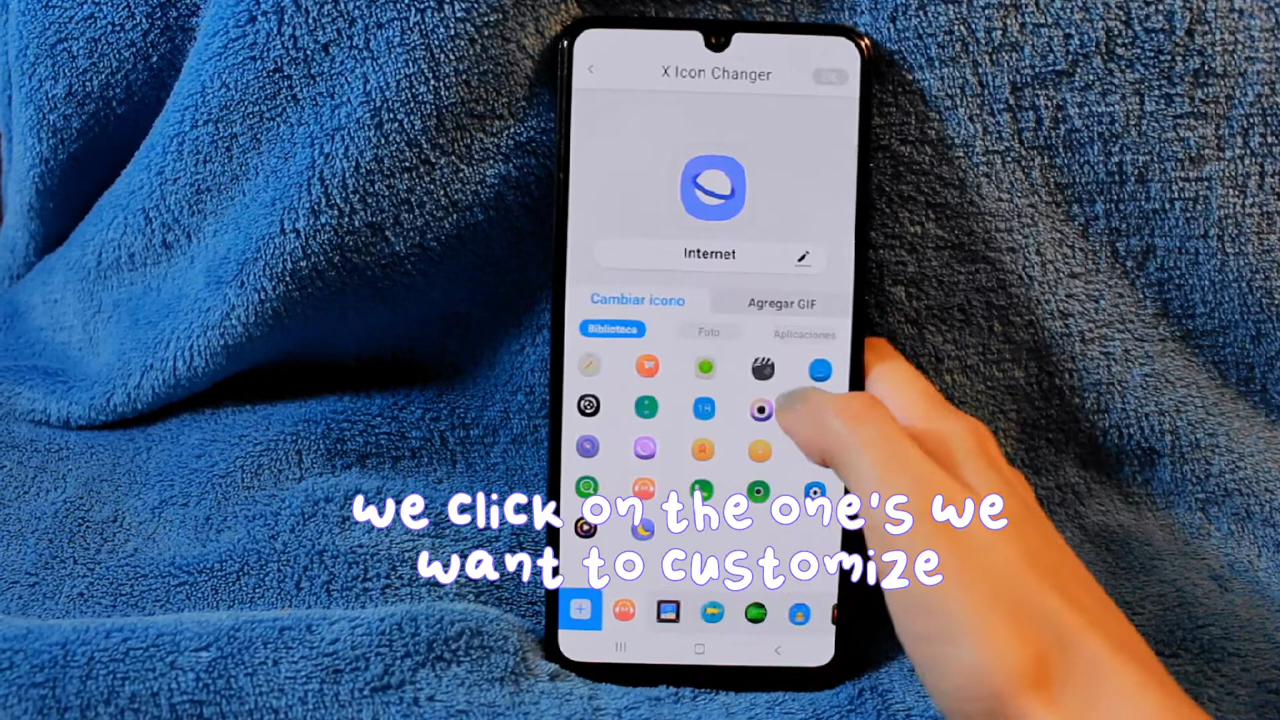 X Icon Changer
Internet
Cambiar icono
Agregar GIF
Biblioteca
Foto
Aplicaciones
we click on the one's we
want to customize